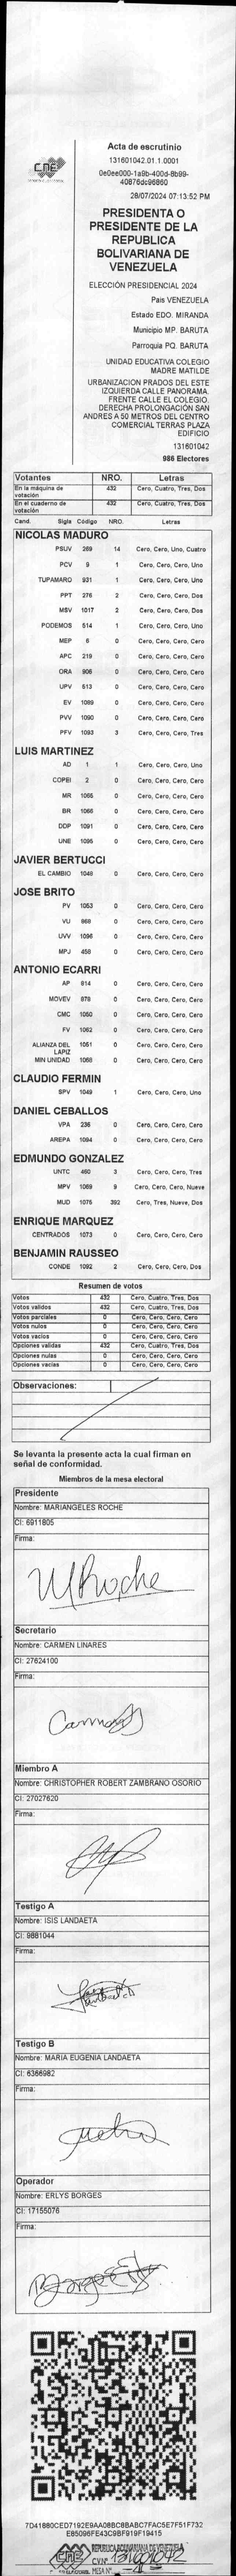 CNE
Acta de escrutinio
131601042.01.1.0001
0e0ee000-1a9b-400d-8b99-
40876dc96860
28/07/2024 07:13:52 PM
PRESIDENTA O
PRESIDENTE DE LA
REPUBLICA
BOLIVARIANA DE
VENEZUELA
ELECCIÓN PRESIDENCIAL 2024
Pais VENEZUELA
Estado EDO. MIRANDA
Municipio MP. BARUTA
Parroquia PQ. BARUTA
UNIDAD EDUCATIVA COLEGIO
MADRE MATILDE
URBANIZACION PRADOS DEL ESTE
IZQUIERDA CALLE PANORAMA.
FRENTE CALLE EL COLEGIO.
DERECHA PROLONGACIÓN SAN
ANDRES A 50 METROS DEL CENTRO
COMERCIAL TERRAS PLAZA
EDIFICIO
131601042
986 Electores
Votantes NRO. Letras
En la máquina de votación 432 Cero, Cuatro, Tres, Dos
En el cuaderno de votación 432 Cero, Cuatro, Tres, Dos
Cand. Sigla Código NRO. Letras
NICOLAS MADURO
PSUV 269 14 Cero, Cero, Uno, Cuatro
PCV 9 1 Cero, Cero, Cero, Uno
TUPAMARO 931 1 Cero, Cero, Cero, Uno
PPT 276 2 Cero, Cero, Cero, Dos
MSV 1017 2 Cero, Cero, Cero, Dos
PODEMOS 514 1 Cero, Cero, Cero, Uno
MEP 6 0 Cero, Cero, Cero, Cero
APC 219 0 Cero, Cero, Cero, Cero
ORA 906 0 Cero, Cero, Cero, Cero
UPV 513 0 Cero, Cero, Cero, Cero
EV 1089 0 Cero, Cero, Cero, Cero
PVV 1090 0 Cero, Cero, Cero, Cero
PFV 1093 3 Cero, Cero, Cero, Tres
LUIS MARTINEZ
AD 1 1 Cero, Cero, Cero, Uno
COPEI 2 0 Cero, Cero, Cero, Cero
MR 1065 0 Cero, Cero, Cero, Cero
BR 1066 0 Cero, Cero, Cero, Cero
DDP 1091 0 Cero, Cero, Cero, Cero
UNE 1095 0 Cero, Cero, Cero, Cero
JAVIER BERTUCCI
EL CAMBIO 1048 0 Cero, Cero, Cero, Cero
JOSE BRITO
PV 1053 0 Cero, Cero, Cero, Cero
VU 868 0 Cero, Cero, Cero, Cero
UVV 1096 0 Cero, Cero, Cero, Cero
MPJ 458 0 Cero, Cero, Cero, Cero
ANTONIO ECARRI
AP 814 0 Cero, Cero, Cero, Cero
MOVEV 979 0 Cero, Cero, Cero, Cero
CMC 1050 0 Cero, Cero, Cero, Cero
FV 1062 0 Cero, Cero, Cero, Cero
ALIANZA DEL LAPIZ 1051 0 Cero, Cero, Cero, Cero
MIN UNIDAD 1068 0 Cero, Cero, Cero, Cero
CLAUDIO FERMIN
SPV 1049 1 Cero, Cero, Cero, Uno
DANIEL CEBALLOS
VPA 236 0 Cero, Cero, Cero, Cero
AREPA 1094 0 Cero, Cero, Cero, Cero
EDMUNDO GONZALEZ
UNTC 460 3 Cero, Cero, Cero, Tres
MPV 1069 9 Cero, Cero, Cero, Nueve
MUD 1075 392 Cero, Tres, Nueve, Dos
ENRIQUE MARQUEZ
CENTRADOS 1073 0 Cero, Cero, Cero, Cero
BENJAMIN RAUSSEO
CONDE 1092 2 Cero, Cero, Cero, Dos
Resumen de votos
Votos 432 Cero, Cuatro, Tres, Dos
Votos validos 432 Cero, Cuatro, Tres, Dos
Votos parciales 0 Cero, Cero, Cero, Cero
Votos nulos 0 Cero, Cero, Cero, Cero
Votos vacios 0 Cero, Cero, Cero, Cero
Opciones validas 432 Cero, Cuatro, Tres, Dos
Opciones nulas 0 Cero, Cero, Cero, Cero
Opciones vacias 0 Cero, Cero, Cero, Cero
Observaciones:
Se levanta la presente acta la cual firman en
señal de conformidad.
Miembros de la mesa electoral
Presidente
Nombre: MARIANGELES ROCHE
CI: 6911805
Firma:
MRoche
Secretario
Nombre: CARMEN LINARES
CI: 27624100
Firma:
Miembro A
Nombre: CHRISTOPHER ROBERT ZAMBRANO OSORIO
CI: 27027620
Firma:
Testigo A
Nombre: ISIS LANDAETA
CI: 9881044
Firma:
Testigo B
Nombre: MARIA EUGENIA LANDAETA
CI: 6366982
Firma:
Operador
Nombre: ERLYS BORGES
CI: 17155076
Firma:
7D41880CED7192E9AA08BC8BABC7FAC5E7F51F732
E85096FE43C9BF919F19415
CNE REPUBLICA BOLIVARIANA DE VENEZUELA
C.V.Nº 131601042
MESA Nº